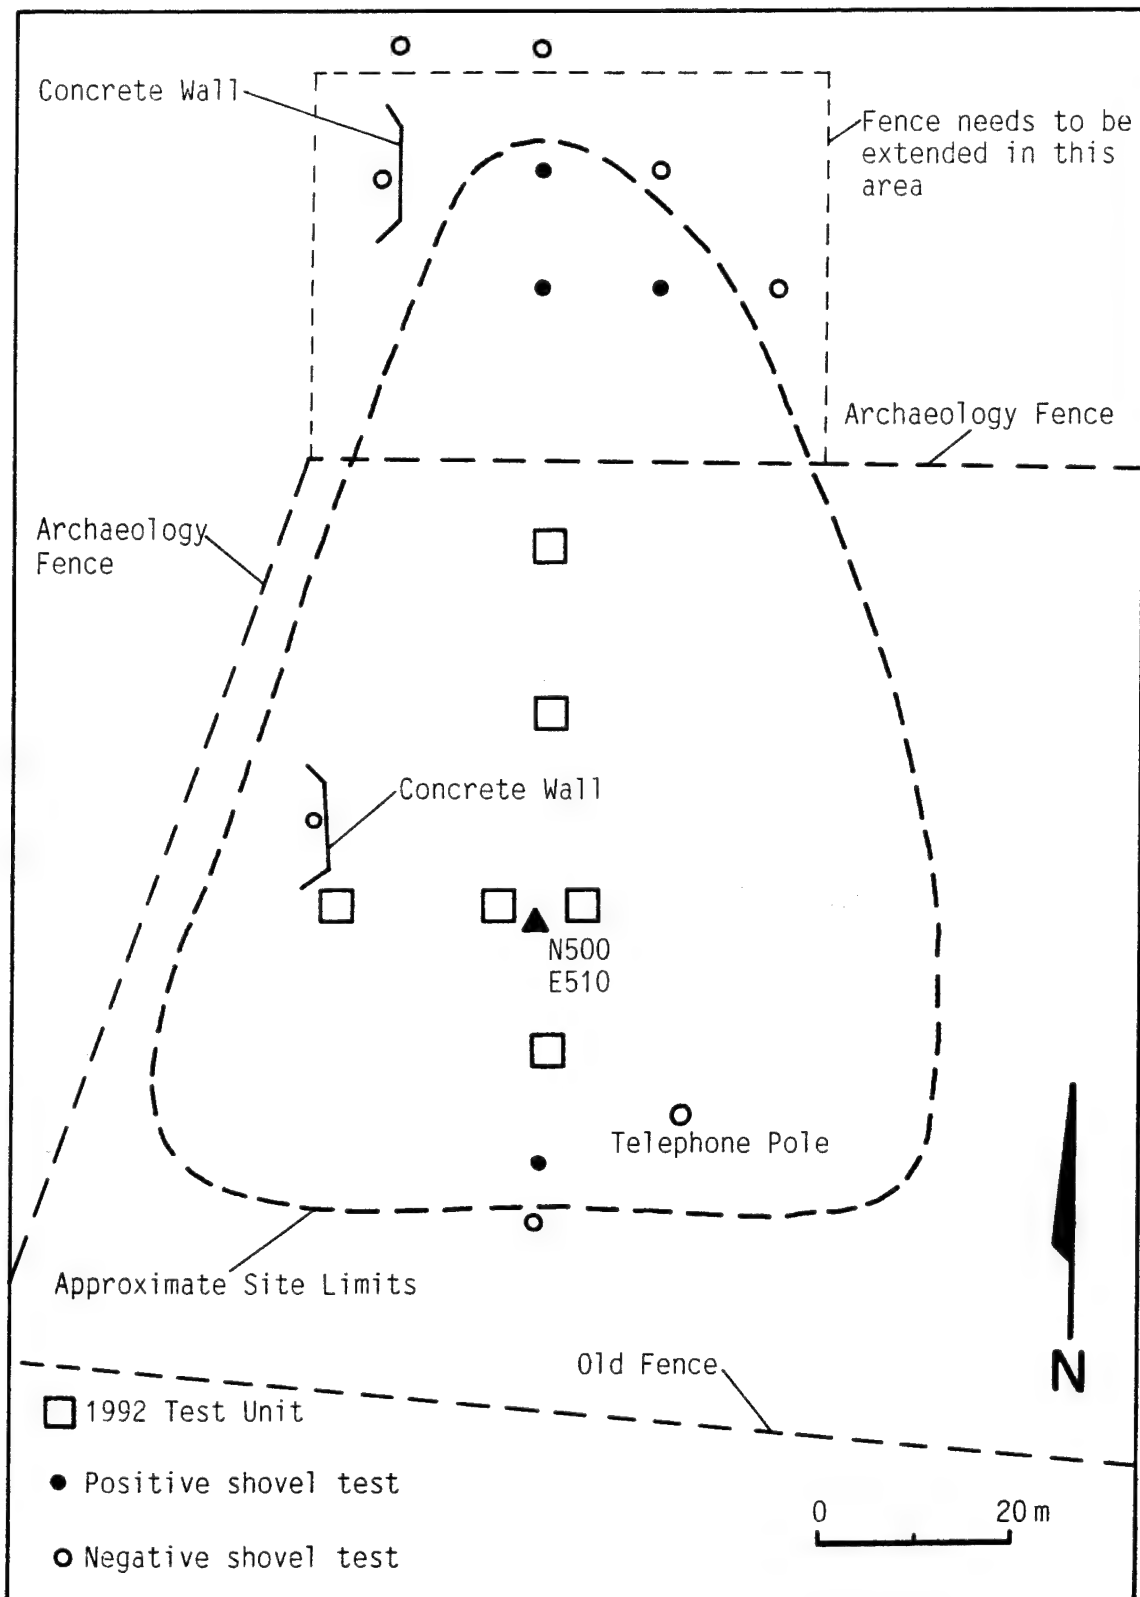 Concrete Wall
Fence needs to be
extended in this
area
Archaeology Fence
Archaeology
Fence
Concrete Wall
N500
E510
Telephone Pole
Approximate Site Limits
Old Fence
N
1992 Test Unit
Positive shovel test
Negative shovel test
0 20 m